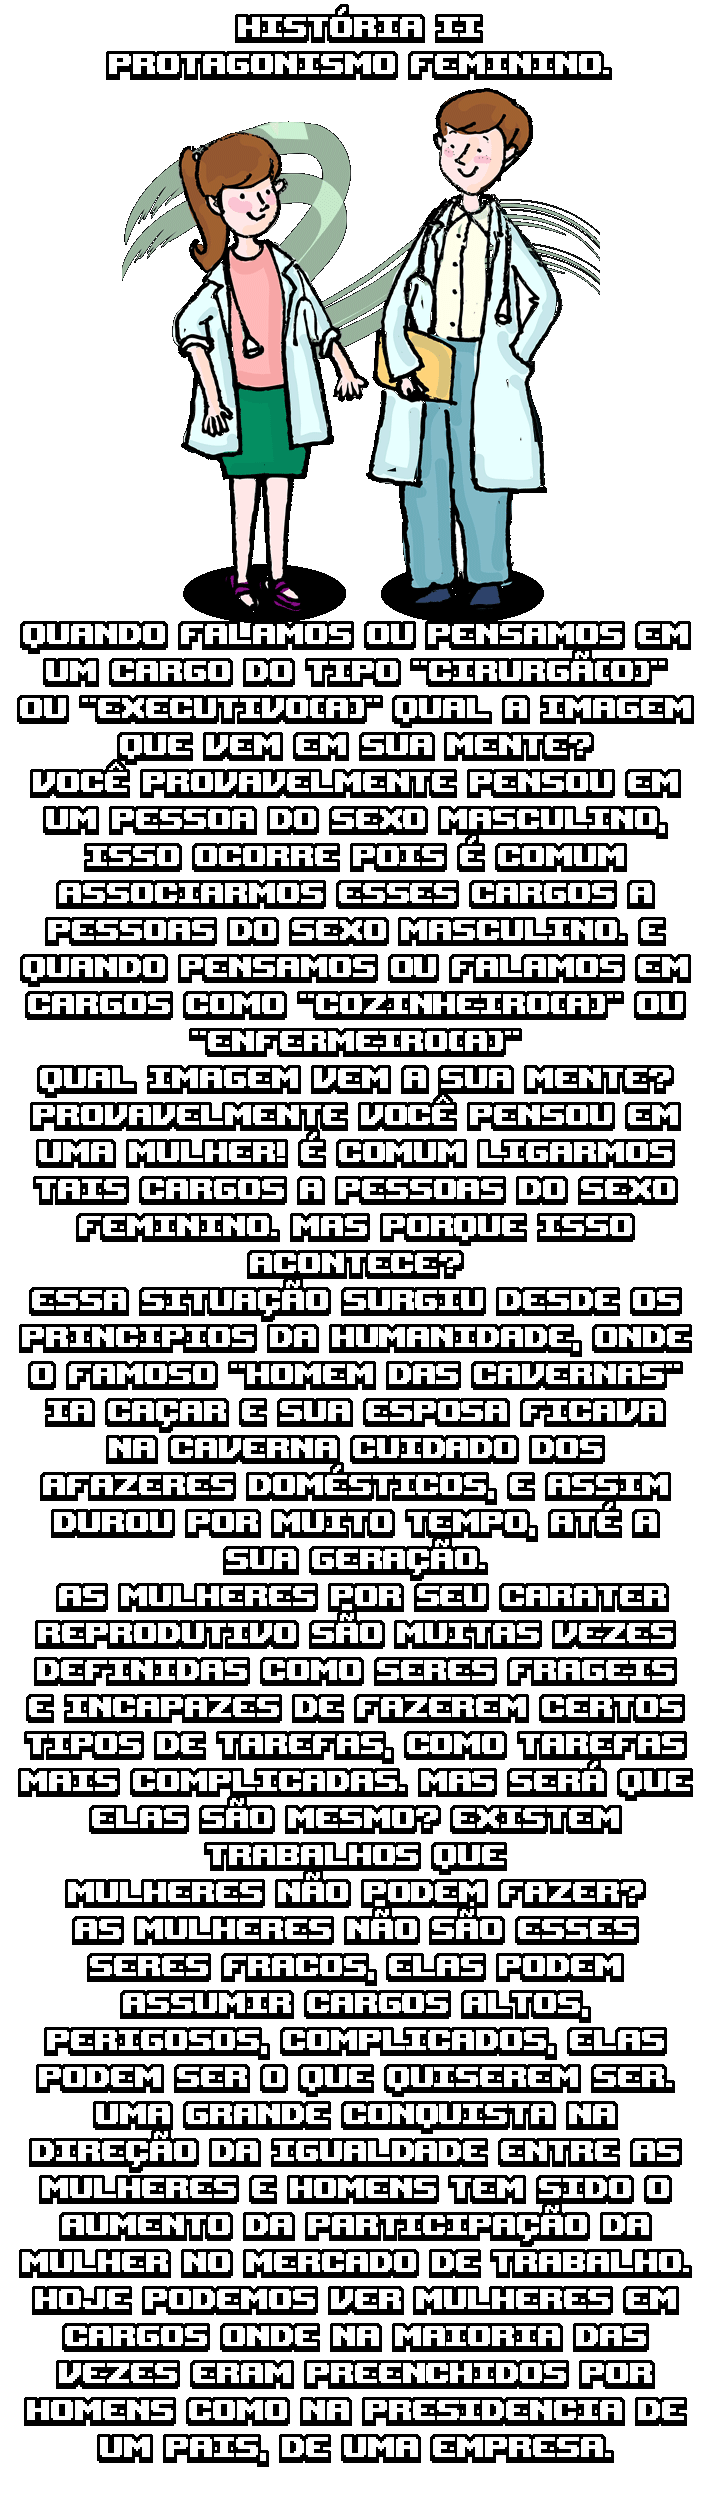 HISTÓRIA II
PROTAGONISMO FEMININO.
QUANDO FALAMOS OU PENSAMOS EM
UM CARGO DO TIPO "CIRURGÃ(O)"
OU "EXECUTIVO(A)" QUAL A IMAGEM
QUE VEM EM SUA MENTE?
VOCÊ PROVAVELMENTE PENSOU EM
UM PESSOA DO SEXO MASCULINO,
ISSO OCORRE POIS É COMUM
ASSOCIARMOS ESSES CARGOS A
PESSOAS DO SEXO MASCULINO. E
QUANDO PENSAMOS OU FALAMOS EM
CARGOS COMO "COZINHEIRO(A)" OU
"ENFERMEIRO(A)"
QUAL IMAGEM VEM A SUA MENTE?
PROVAVELMENTE VOCÊ PENSOU EM
UMA MULHER! É COMUM LIGARMOS
TAIS CARGOS A PESSOAS DO SEXO
FEMININO. MAS PORQUE ISSO
ACONTECE?
ESSA SITUAÇÃO SURGIU DESDE OS
PRINCIPIOS DA HUMANIDADE, ONDE
O FAMOSO "HOMEM DAS CAVERNAS"
IA CAÇAR E SUA ESPOSA FICAVA
NA CAVERNA CUIDADO DOS
AFAZERES DOMÉSTICOS, E ASSIM
DUROU POR MUITO TEMPO, ATÉ A
SUA GERAÇÃO.
AS MULHERES POR SEU CARATER
REPRODUTIVO SÃO MUITAS VEZES
DEFINIDAS COMO SERES FRAGEIS
E INCAPAZES DE FAZEREM CERTOS
TIPOS DE TAREFAS, COMO TAREFAS
MAIS COMPLICADAS. MAS SERÁ QUE
ELAS SÃO MESMO? EXISTEM
TRABALHOS QUE
MULHERES NÃO PODEM FAZER?
AS MULHERES NÃO SÃO ESSES
SERES FRACOS, ELAS PODEM
ASSUMIR CARGOS ALTOS,
PERIGOSOS, COMPLICADOS, ELAS
PODEM SER O QUE QUISEREM SER.
UMA GRANDE CONQUISTA NA
DIREÇÃO DA IGUALDADE ENTRE AS
MULHERES E HOMENS TEM SIDO O
AUMENTO DA PARTICIPAÇÃO DA
MULHER NO MERCADO DE TRABALHO.
HOJE PODEMOS VER MULHERES EM
CARGOS ONDE NA MAIORIA DAS
VEZES ERAM PREENCHIDOS POR
HOMENS COMO NA PRESIDENCIA DE
UM PAIS, DE UMA EMPRESA.